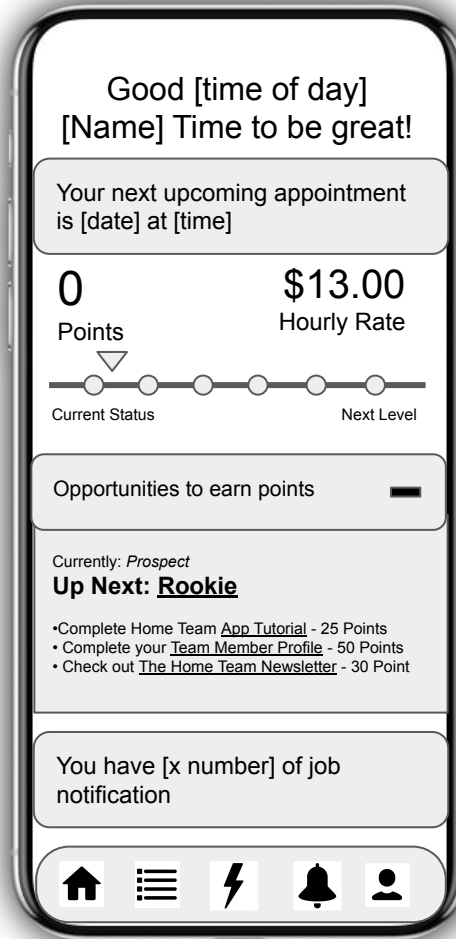 Good [time of day]
[Name] Time to be great!
Your next upcoming appointment
is [date] at [time]
0
Points
$13.00
Hourly Rate
Current Status
Next Level
Opportunities to earn points
Currently: Prospect
Up Next: Rookie
•Complete Home Team App Tutorial - 25 Points
• Complete your Team Member Profile - 50 Points
• Check out The Home Team Newsletter - 30 Point
You have [x number] of job
notification